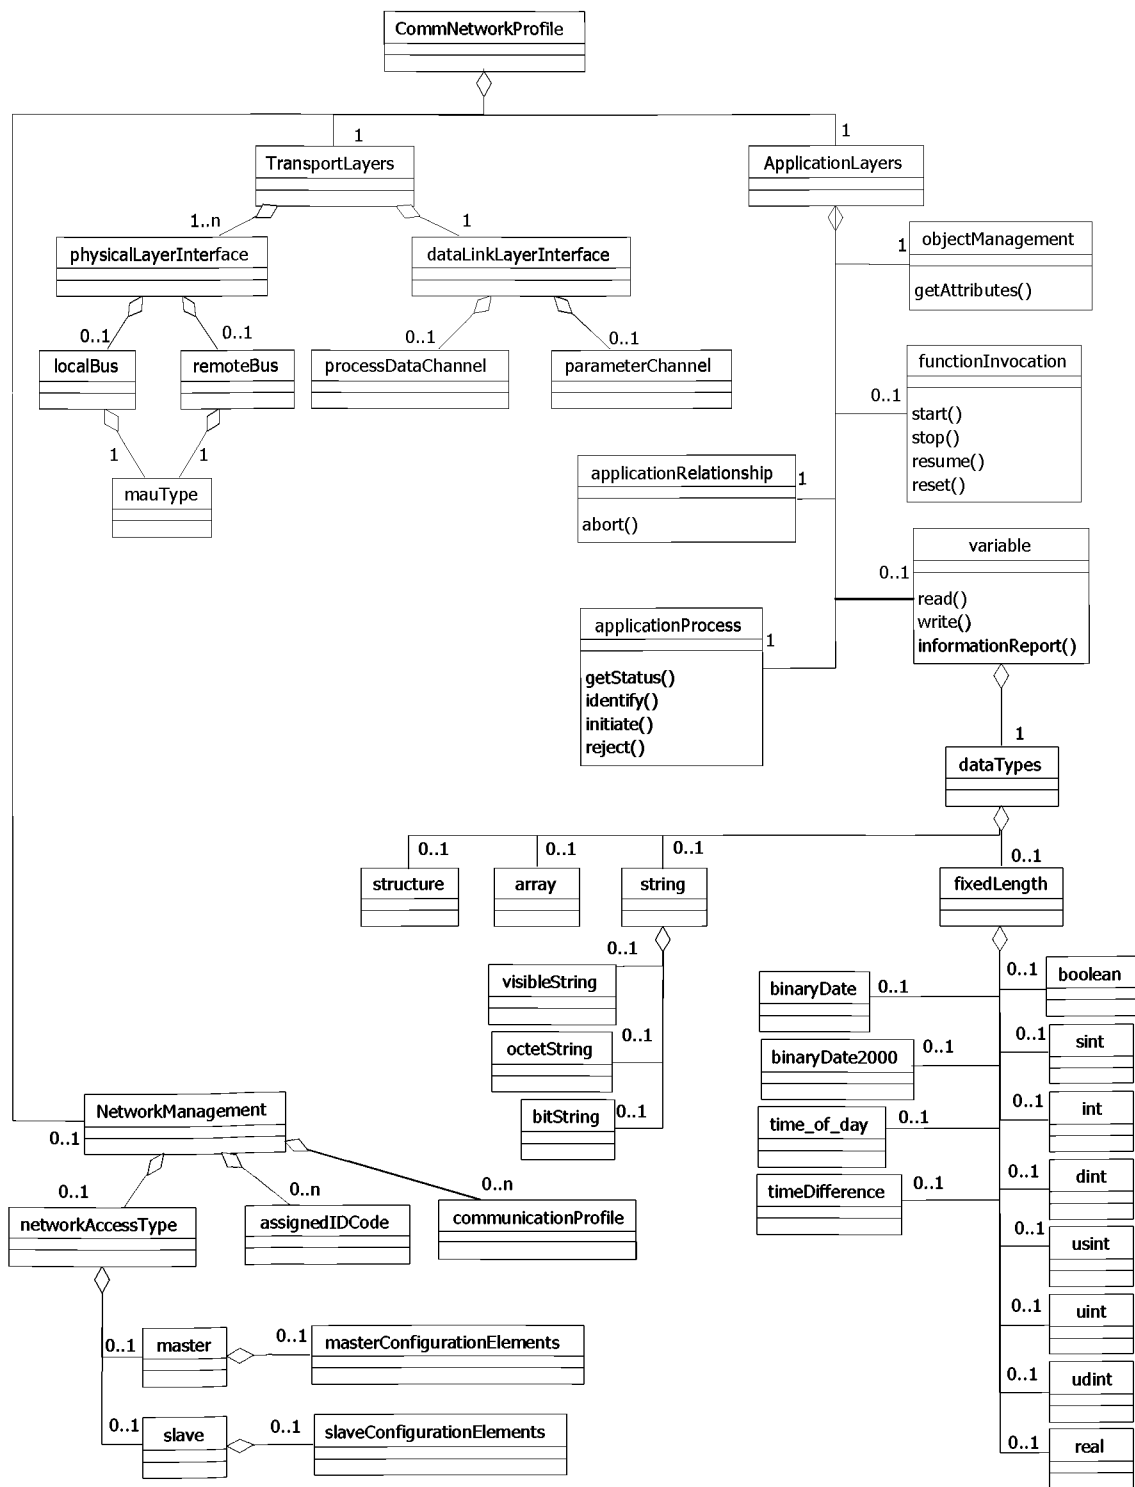 CommNetworkProfile
1
1
TransportLayers
ApplicationLayers
1..n
1
physicalLayerInterface
dataLinkLayerInterface
1
objectManagement
getAttributes()
0..1
0..1
0..1
0..1
localBus
remoteBus
processDataChannel
parameterChannel
functionInvocation
0..1
start()
stop()
resume()
reset()
1
1
mauType
applicationRelationship
1
abort()
variable
0..1
read()
write()
informationReport()
applicationProcess
1
getStatus()
identify()
initiate()
reject()
1
dataTypes
0..1
0..1
0..1
0..1
structure
array
string
fixedLength
0..1
visibleString
0..1
octetString
0..1
bitString
binaryDate
0..1
0..1
boolean
binaryDate2000
0..1
0..1
sint
time_of_day
0..1
0..1
int
timeDifference
0..1
0..1
dint
0..1
usint
0..1
uint
0..1
udint
0..1
real
NetworkManagement
0..1
0..1
0..n
0..n
networkAccessType
assignedIDCode
communicationProfile
0..1
master
0..1
masterConfigurationElements
0..1
slave
0..1
slaveConfigurationElements